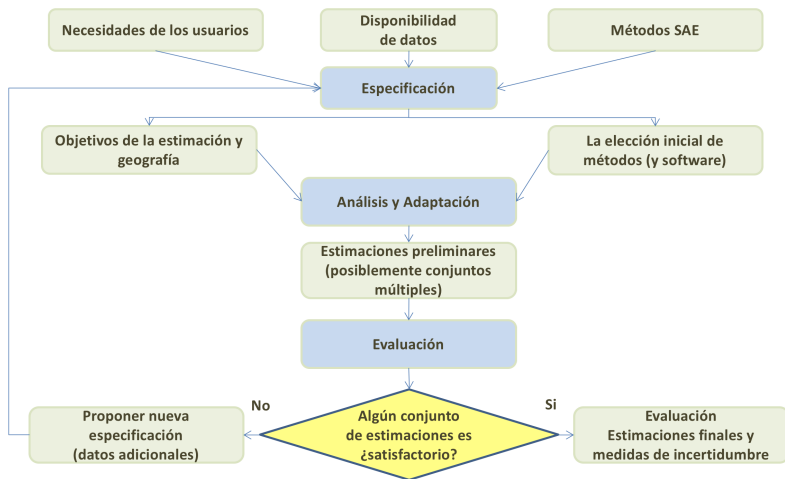 Necesidades de los usuarios
Disponibilidad
de datos
Métodos SAE
Especificación
Objetivos de la estimación y
geografía
La elección inicial de
métodos (y software)
Análisis y Adaptación
Estimaciones preliminares
(posiblemente conjuntos
múltiples)
Evaluación
No
Si
Proponer nueva
especificación
(datos adicionales)
Algún conjunto
de estimaciones es
¿satisfactorio?
Evaluación
Estimaciones finales y
medidas de incertidumbre